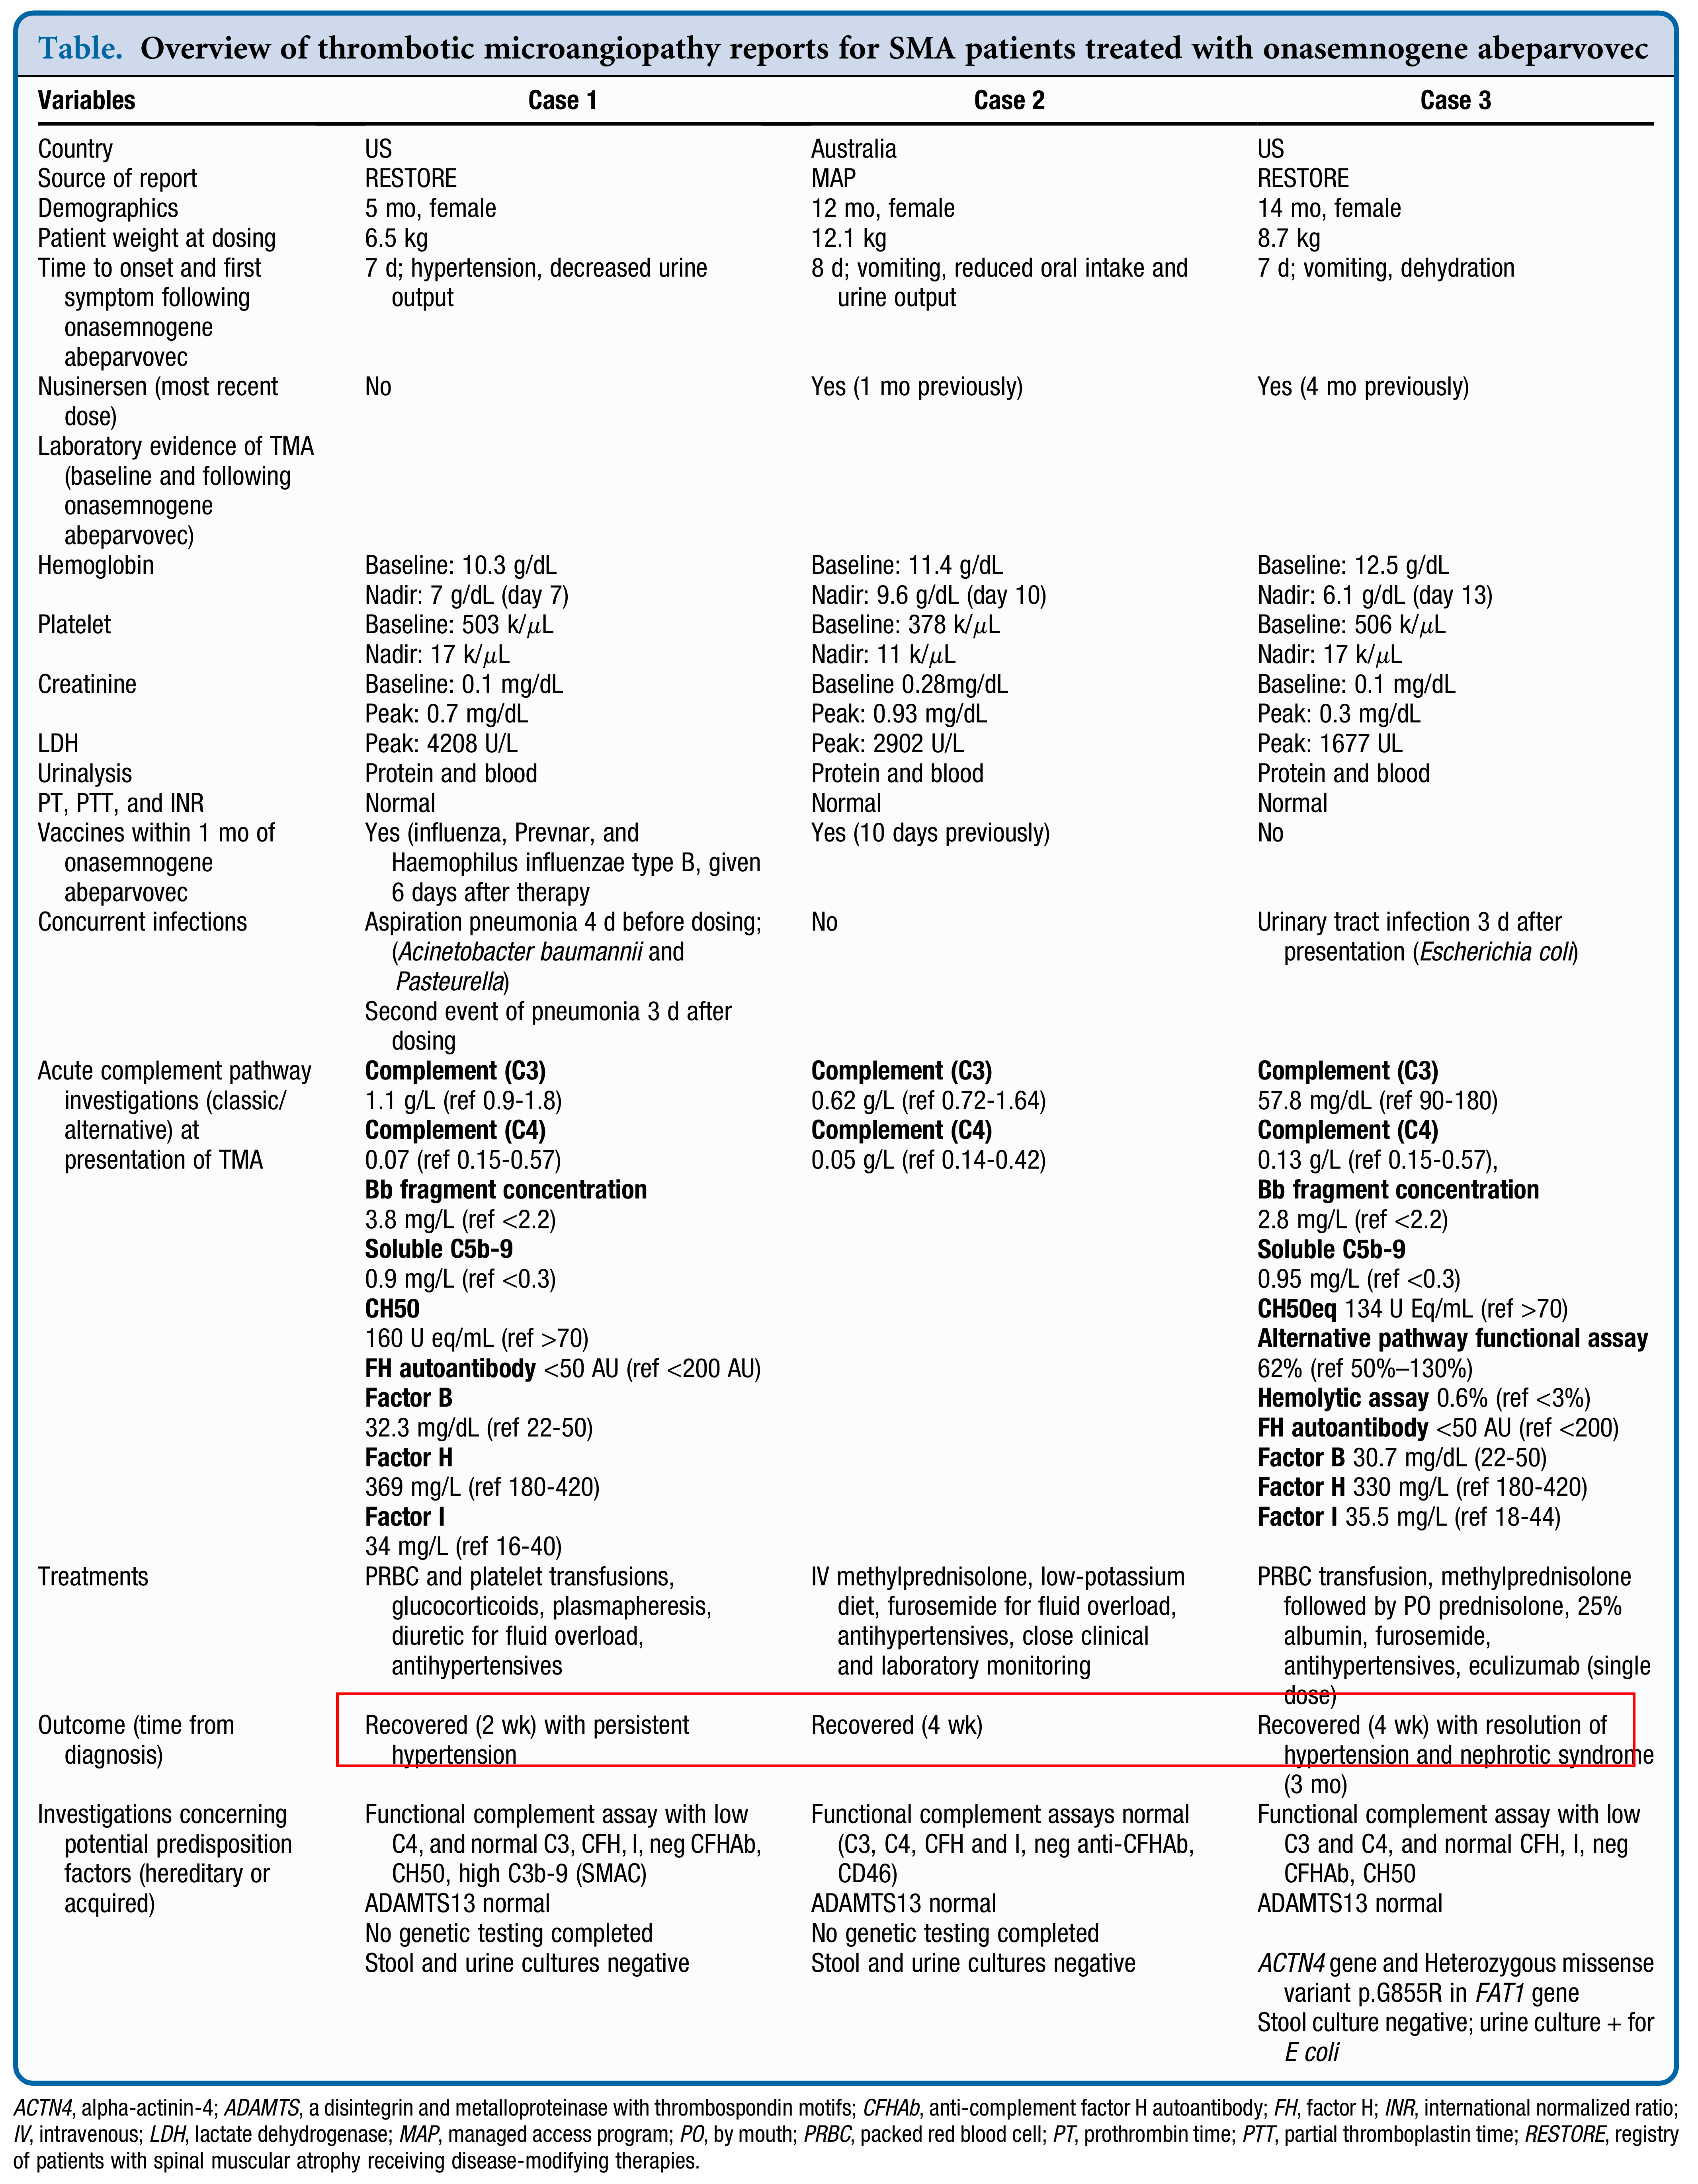 Table. Overview of thrombotic microangiopathy reports for SMA patients treated with onasemnogene abeparvovec
Variables Case 1 Case 2 Case 3
Country US Australia US
Source of report RESTORE MAP RESTORE
Demographics 5 mo, female 12 mo, female 14 mo, female
Patient weight at dosing 6.5 kg 12.1 kg 8.7 kg
Time to onset and first 7 d; hypertension, decreased urine 8 d; vomiting, reduced oral intake and 7 d; vomiting, dehydration
symptom following output urine output
onasemnogene
abeparvovec
Nusinersen (most recent No Yes (1 mo previously) Yes (4 mo previously)
dose)
Laboratory evidence of TMA
(baseline and following
onasemnogene
abeparvovec)
Hemoglobin Baseline: 10.3 g/dL Baseline: 11.4 g/dL Baseline: 12.5 g/dL
Nadir: 7 g/dL (day 7) Nadir: 9.6 g/dL (day 10) Nadir: 6.1 g/dL (day 13)
Platelet Baseline: 503 k/μL Baseline: 378 k/μL Baseline: 506 k/μL
Nadir: 17 k/μL Nadir: 11 k/μL Nadir: 17 k/μL
Creatinine Baseline: 0.1 mg/dL Baseline 0.28mg/dL Baseline: 0.1 mg/dL
Peak: 0.7 mg/dL Peak: 0.93 mg/dL Peak: 0.3 mg/dL
LDH Peak: 4208 U/L Peak: 2902 U/L Peak: 1677 UL
Urinalysis Protein and blood Protein and blood Protein and blood
PT, PTT, and INR Normal Normal Normal
Vaccines within 1 mo of Yes (influenza, Prevnar, and Yes (10 days previously) No
onasemnogene Haemophilus influenzae type B, given
abeparvovec 6 days after therapy
Concurrent infections Aspiration pneumonia 4 d before dosing; No Urinary tract infection 3 d after
(Acinetobacter baumannii and presentation (Escherichia coli)
Pasteurella)
Second event of pneumonia 3 d after
dosing
Acute complement pathway Complement (C3) Complement (C3) Complement (C3)
investigations (classic/ 1.1 g/L (ref 0.9-1.8) 0.62 g/L (ref 0.72-1.64) 57.8 mg/dL (ref 90-180)
alternative) at Complement (C4) Complement (C4) Complement (C4)
presentation of TMA 0.07 (ref 0.15-0.57) 0.05 g/L (ref 0.14-0.42) 0.13 g/L (ref 0.15-0.57),
Bb fragment concentration Bb fragment concentration
3.8 mg/L (ref <2.2) 2.8 mg/L (ref <2.2)
Soluble C5b-9 Soluble C5b-9
0.9 mg/L (ref <0.3) 0.95 mg/L (ref <0.3)
CH50 CH50eq 134 U Eq/mL (ref >70)
160 U eq/mL (ref >70) Alternative pathway functional assay
FH autoantibody <50 AU (ref <200 AU) 62% (ref 50%–130%)
Factor B Hemolytic assay 0.6% (ref <3%)
32.3 mg/dL (ref 22-50) FH autoantibody <50 AU (ref <200)
Factor H Factor B 30.7 mg/dL (22-50)
369 mg/L (ref 180-420) Factor H 330 mg/L (ref 180-420)
Factor I Factor I 35.5 mg/L (ref 18-44)
34 mg/L (ref 16-40)
Treatments PRBC and platelet transfusions, IV methylprednisolone, low-potassium PRBC transfusion, methylprednisolone
glucocorticoids, plasmapheresis, diet, furosemide for fluid overload, followed by PO prednisolone, 25%
diuretic for fluid overload, antihypertensives, close clinical albumin, furosemide,
antihypertensives and laboratory monitoring antihypertensives, eculizumab (single
dose)
Outcome (time from Recovered (2 wk) with persistent Recovered (4 wk) Recovered (4 wk) with resolution of
diagnosis) hypertension hypertension and nephrotic syndrome
(3 mo)
Investigations concerning Functional complement assay with low Functional complement assays normal Functional complement assay with low
potential predisposition C4, and normal C3, CFH, I, neg CFHAb, (C3, C4, CFH and I, neg anti-CFHAb, C3 and C4, and normal CFH, I, neg
factors (hereditary or CH50, high C3b-9 (SMAC) CD46) CFHAb, CH50
acquired) ADAMTS13 normal ADAMTS13 normal ADAMTS13 normal
No genetic testing completed No genetic testing completed
Stool and urine cultures negative Stool and urine cultures negative ACTN4 gene and Heterozygous missense
variant p.G855R in FAT1 gene
Stool culture negative; urine culture + for
E coli
ACTN4, alpha-actinin-4; ADAMTS, a disintegrin and metalloproteinase with thrombospondin motifs; CFHAb, anti-complement factor H autoantibody; FH, factor H; INR, international normalized ratio;
IV, intravenous; LDH, lactate dehydrogenase; MAP, managed access program; PO, by mouth; PRBC, packed red blood cell; PT, prothrombin time; PTT, partial thromboplastin time; RESTORE, registry
of patients with spinal muscular atrophy receiving disease-modifying therapies.